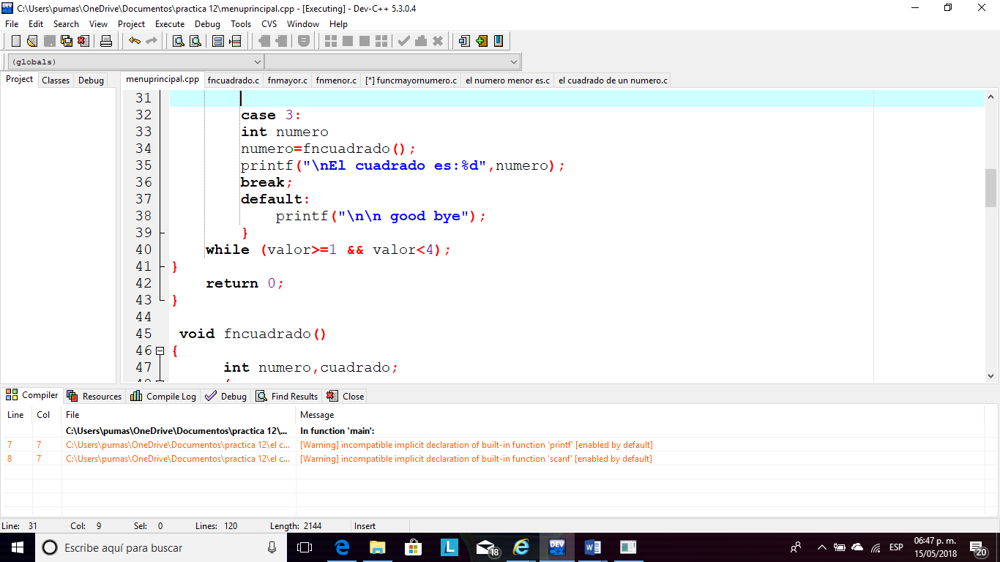 C:\Users\pumas\OneDrive\Documentos\practica 12\menuprincipal.cpp - [Executing] - Dev-C++ 5.3.0.4
File Edit Search View Project Execute Debug Tools CVS Window Help
(globals)
Project Classes Debug
menuprincipal.cpp fncuadrado.c fnmayor.c fnmenor.c [*] funcmayornumero.c el numero menor es.c el cuadrado de un numero.c
31
32 case 3:
33 int numero
34 numero=fncuadrado();
35 printf("\nEl cuadrado es:%d",numero);
36 break;
37 default:
38 printf("\n\n good bye");
39 }
40 while (valor>=1 && valor<4);
41 }
42 return 0;
43 }
44
45 void fncuadrado()
46 {
47 int numero,cuadrado;
Compiler Resources Compile Log Debug Find Results Close
Line Col File Message
C:\Users\pumas\OneDrive\Documentos\practica 12\... In function 'main':
7 7 C:\Users\pumas\OneDrive\Documentos\practica 12\el c... [Warning] incompatible implicit declaration of built-in function 'printf' [enabled by default]
8 7 C:\Users\pumas\OneDrive\Documentos\practica 12\el c... [Warning] incompatible implicit declaration of built-in function 'scanf' [enabled by default]
Line: 31 Col: 9 Sel: 0 Lines: 120 Length: 2144 Insert
Escribe aquí para buscar
L
18
DEV
ESP
06:47 p. m.
15/05/2018
20